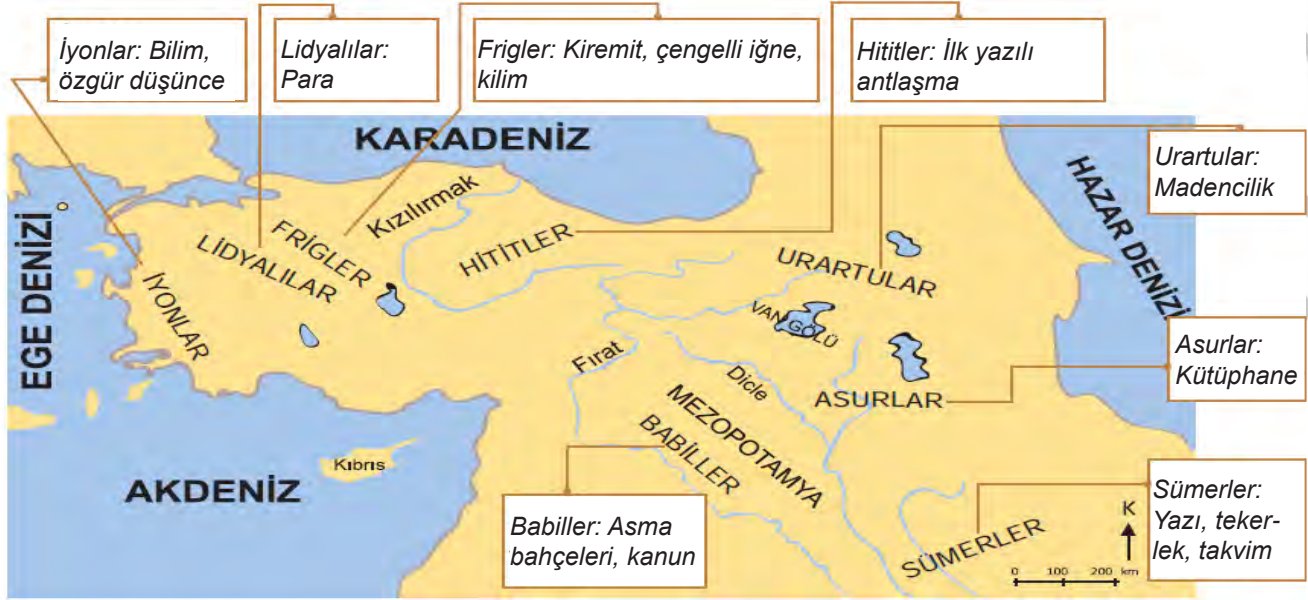 İyonlar: Bilim,
özgür düşünce
Lidyalılar:
Para
Frigler: Kiremit, çengelli iğne,
kilim
Hititler: İlk yazılı
antlaşma
KARADENİZ
Urartular:
Madencilik
HAZAR DENİZİ
EGE DENİZİ
Kızılırmak
FRİGLER
LİDYALILAR
HİTİTLER
İYONLAR
URARTULAR
VAN GÖLÜ
Fırat
Dicle
ASURLAR
Asurlar:
Kütüphane
MEZOPOTAMYA
BABİLLER
Kıbrıs
AKDENİZ
Babiller: Asma
bahçeleri, kanun
SÜMERLER
Sümerler:
Yazı, teker-
lek, takvim
K
0 100 200 km